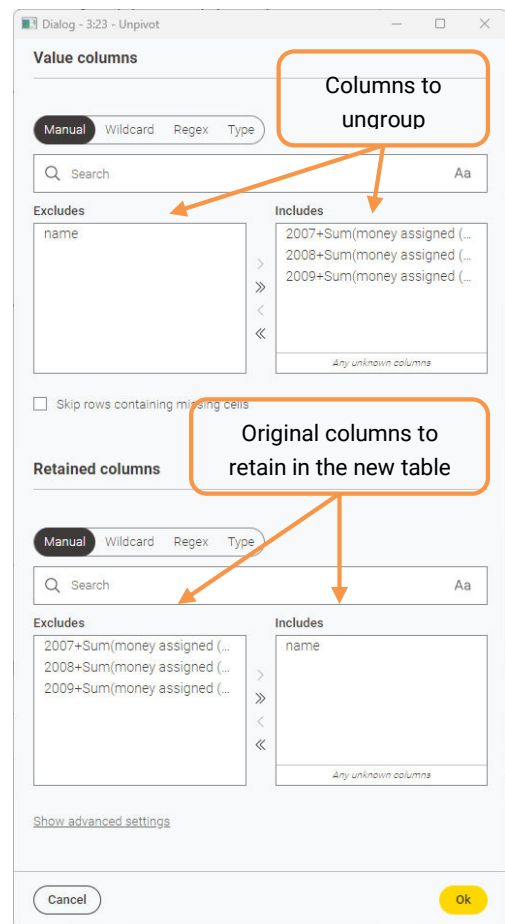 Dialog - 3:23 - Unpivot
Value columns
Columns to
ungroup
Manual Wildcard Regex Type
Search Aa
Excludes Includes
name
2007+Sum(money assigned (...
2008+Sum(money assigned (...
2009+Sum(money assigned (...
> 
»
<
«
Any unknown columns
Skip rows containing missing cells
Original columns to
retain in the new table
Retained columns
Manual Wildcard Regex Type
Search Aa
Excludes Includes
2007+Sum(money assigned (...
2008+Sum(money assigned (...
2009+Sum(money assigned (...
>
»
<
«
name
Any unknown columns
Show advanced settings
Cancel Ok